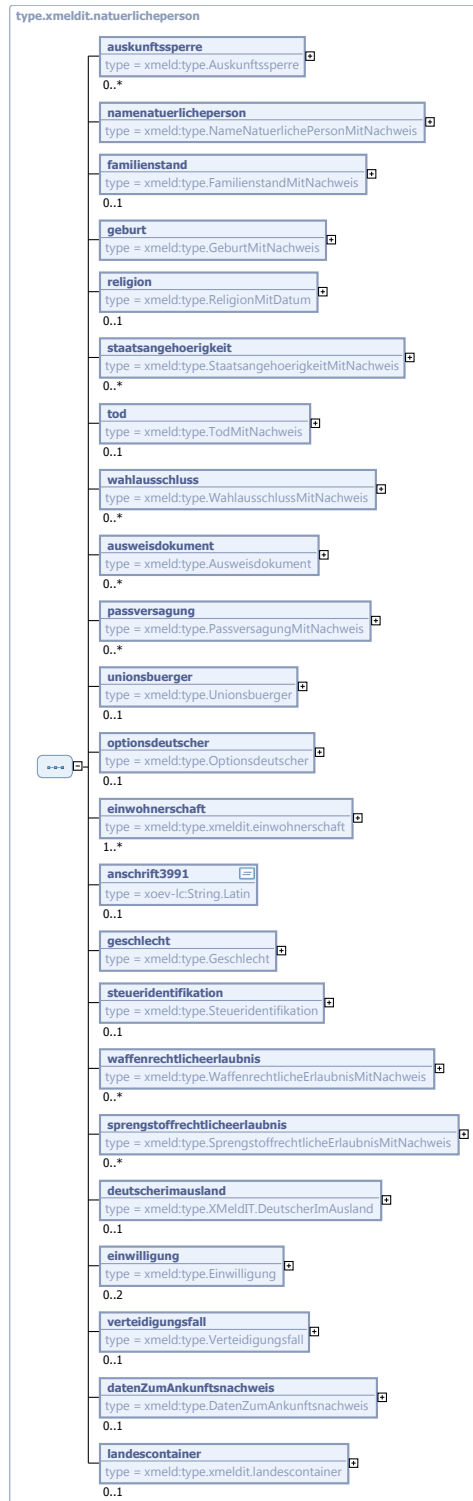 type.xmeldit.natuerlicheperson
auskunftssperre
type = xmeld:type.Auskunftssperre
0..*
namenatuerlicheperson
type = xmeld:type.NameNatuerlichePersonMitNachweis
familienstand
type = xmeld:type.FamilienstandMitNachweis
0..1
geburt
type = xmeld:type.GeburtMitNachweis
religion
type = xmeld:type.ReligionMitDatum
0..1
staatsangehoerigkeit
type = xmeld:type.StaatsangehoerigkeitMitNachweis
0..*
tod
type = xmeld:type.TodMitNachweis
0..1
wahlausschluss
type = xmeld:type.WahlausschlussMitNachweis
0..*
ausweisdokument
type = xmeld:type.Ausweisdokument
0..*
passversagung
type = xmeld:type.PassversagungMitNachweis
0..*
unionsbuerger
type = xmeld:type.Unionsbuerger
0..1
optionsdeutscher
type = xmeld:type.Optionsdeutscher
0..1
einwohnerschaft
type = xmeld:type.xmeldit.einwohnerschaft
1..*
anschrift3991
type = xoev-lc:String.Latin
0..1
geschlecht
type = xmeld:type.Geschlecht
steueridentifikation
type = xmeld:type.Steueridentifikation
0..1
waffenrechtlicheerlaubnis
type = xmeld:type.WaffenrechtlicheErlaubnisMitNachweis
0..*
sprengstoffrechtlicheerlaubnis
type = xmeld:type.SprengstoffrechtlicheErlaubnisMitNachweis
0..*
deutscherimausland
type = xmeld:type.XMeldIT.DeutscherImAusland
0..1
einwilligung
type = xmeld:type.Einwilligung
0..2
verteidigungsfall
type = xmeld:type.Verteidigungsfall
0..1
datenZumAnkunftsnachweis
type = xmeld:type.DatenZumAnkunftsnachweis
0..1
landescontainer
type = xmeld:type.xmeldit.landescontainer
0..1